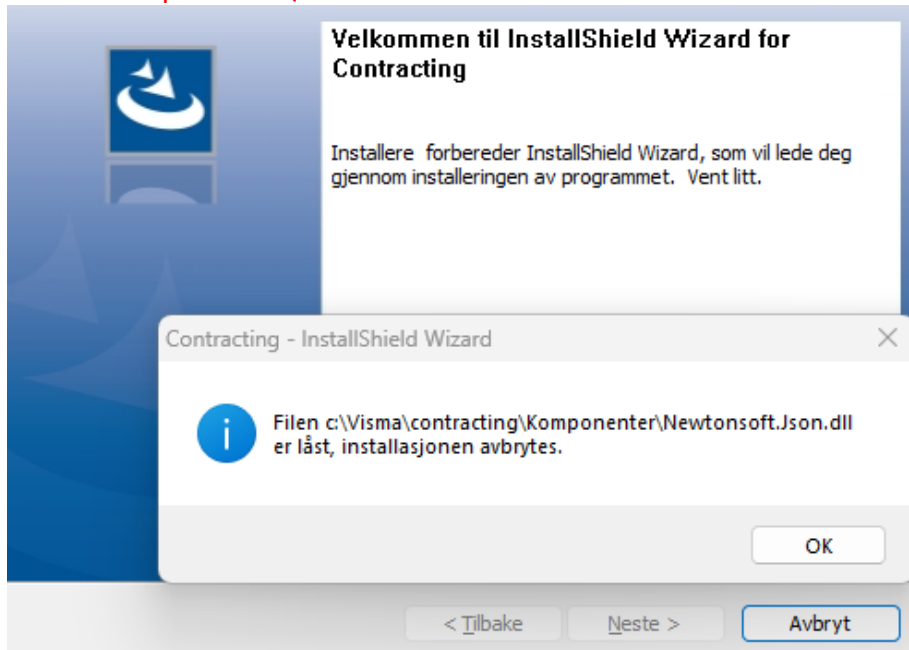 Velkommen til InstallShield Wizard for
Contracting
Installere  forbereder InstallShield Wizard, som vil lede deg
gjennom installeringen av programmet.  Vent litt.
Contracting - InstallShield Wizard
Filen c:\Visma\contracting\Komponenter\Newtonsoft.Json.dll
er låst, installasjonen avbrytes.
OK
< Tilbake
Neste >
Avbryt